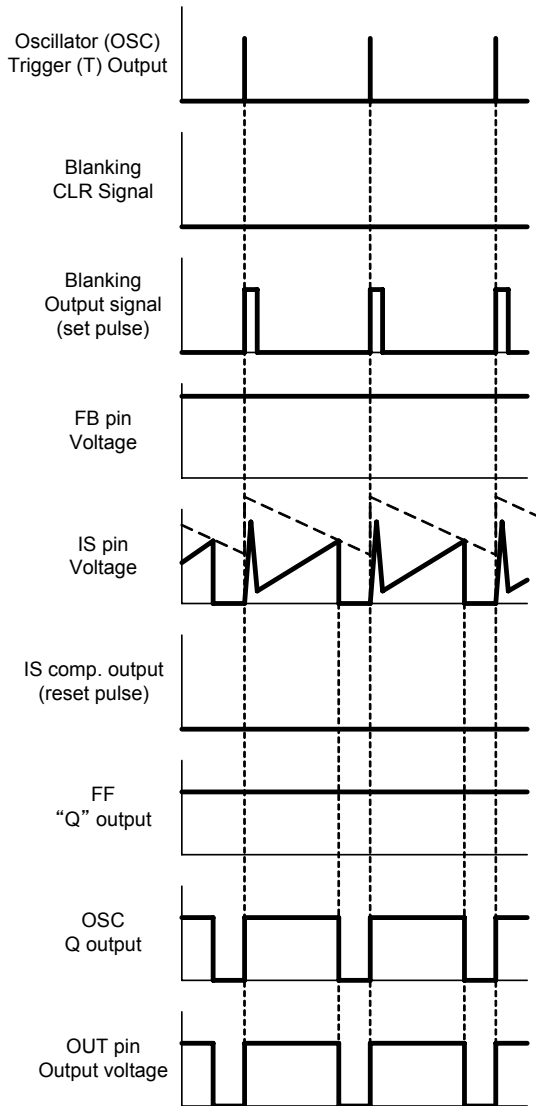 Oscillator (OSC)
Trigger (T) Output
Blanking
CLR Signal
Blanking
Output signal
(set pulse)
FB pin
Voltage
IS pin
Voltage
IS comp. output
(reset pulse)
FF
“Q” output
OSC
Q output
OUT pin
Output voltage